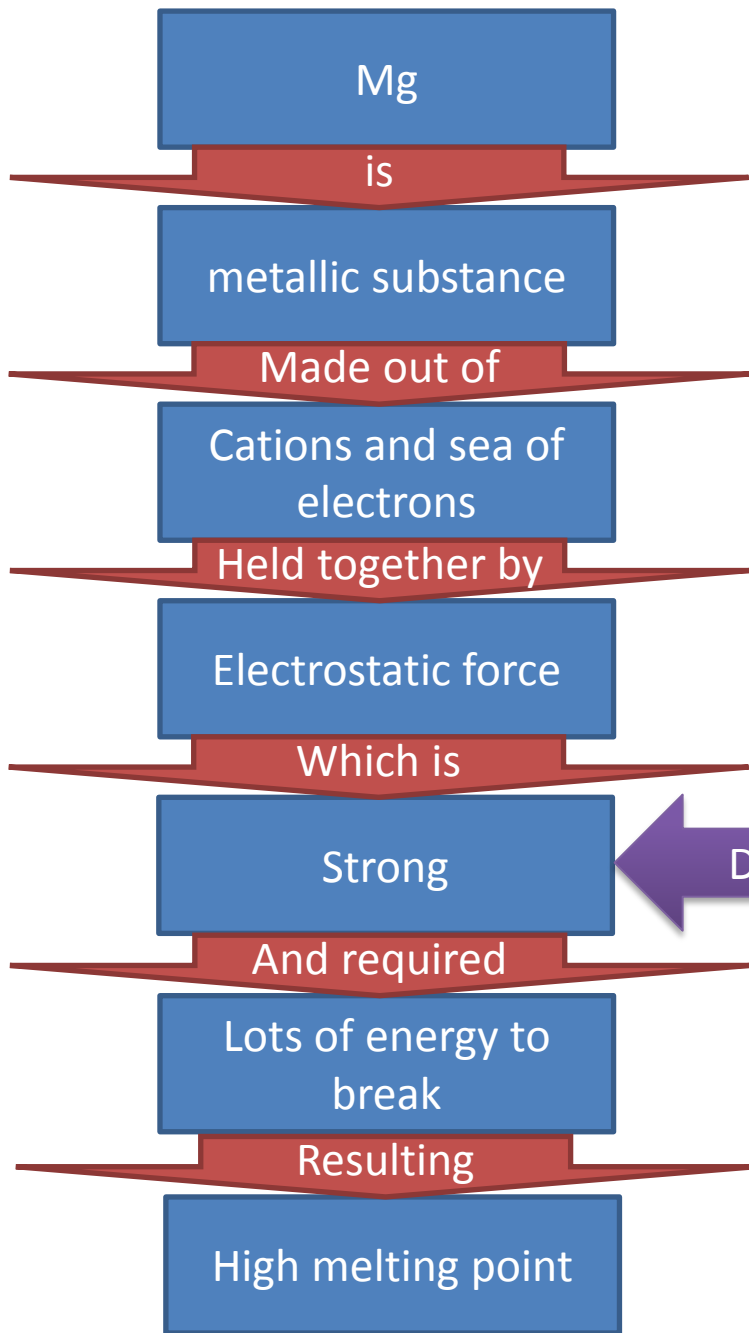 Mg
is
metallic substance
Made out of
Cations and sea of
electrons
Held together by
Electrostatic force
Which is
Strong
D
And required
Lots of energy to
break
Resulting
High melting point